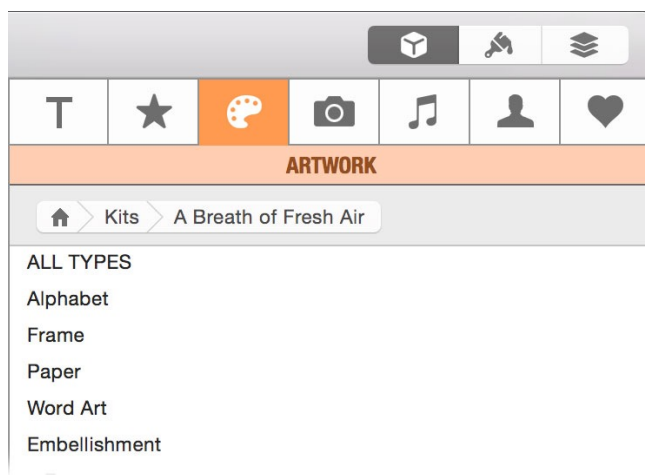 T
ARTWORK
Kits A Breath of Fresh Air
ALL TYPES
Alphabet
Frame
Paper
Word Art
Embellishment